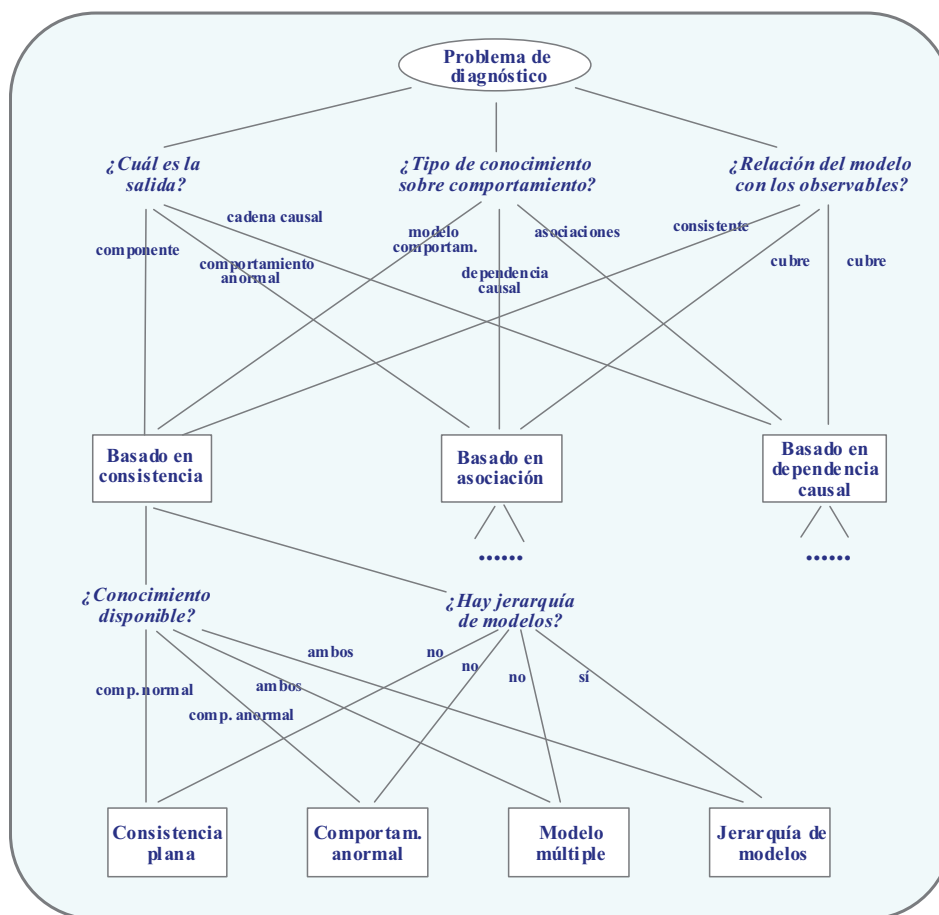 Problema de
diagnóstico
¿Cuál es la
salida?
¿Tipo de conocimiento
sobre comportamiento?
¿Relación del modelo
con los observables?
cadena causal
componente
comportamiento
anormal
modelo
comportam.
asociaciones
dependencia
causal
consistente
cubre
cubre
Basado en
consistencia
Basado en
asociación
Basado en
dependencia
causal
......
......
¿Conocimiento
disponible?
¿Hay jerarquía
de modelos?
ambos
no
no
no
sí
comp. normal
ambos
comp. anormal
Consistencia
plana
Comportam.
anormal
Modelo
múltiple
Jerarquía de
modelos